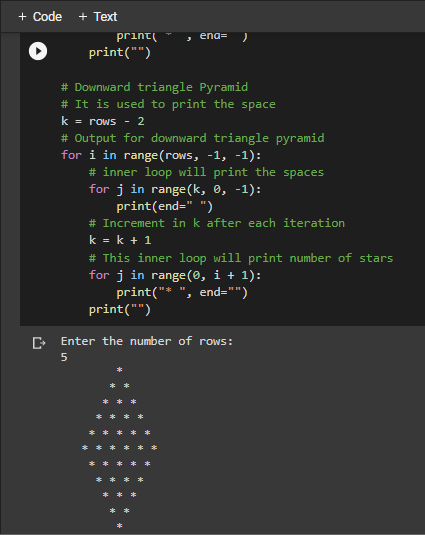 + Code + Text
print("* ", end="")
    print("")

# Downward triangle Pyramid
# It is used to print the space
k = rows - 2
# Output for downward triangle pyramid
for i in range(rows, -1, -1):
    # inner loop will print the spaces
    for j in range(k, 0, -1):
        print(end=" ")
    # Increment in k after each iteration
    k = k + 1
    # This inner loop will print number of stars
    for j in range(0, i + 1):
        print("* ", end="")
    print("")
Enter the number of rows:
5
        *
       * *
      * * *
     * * * *
    * * * * *
   * * * * * *
    * * * * *
     * * * *
      * * *
       * *
        *